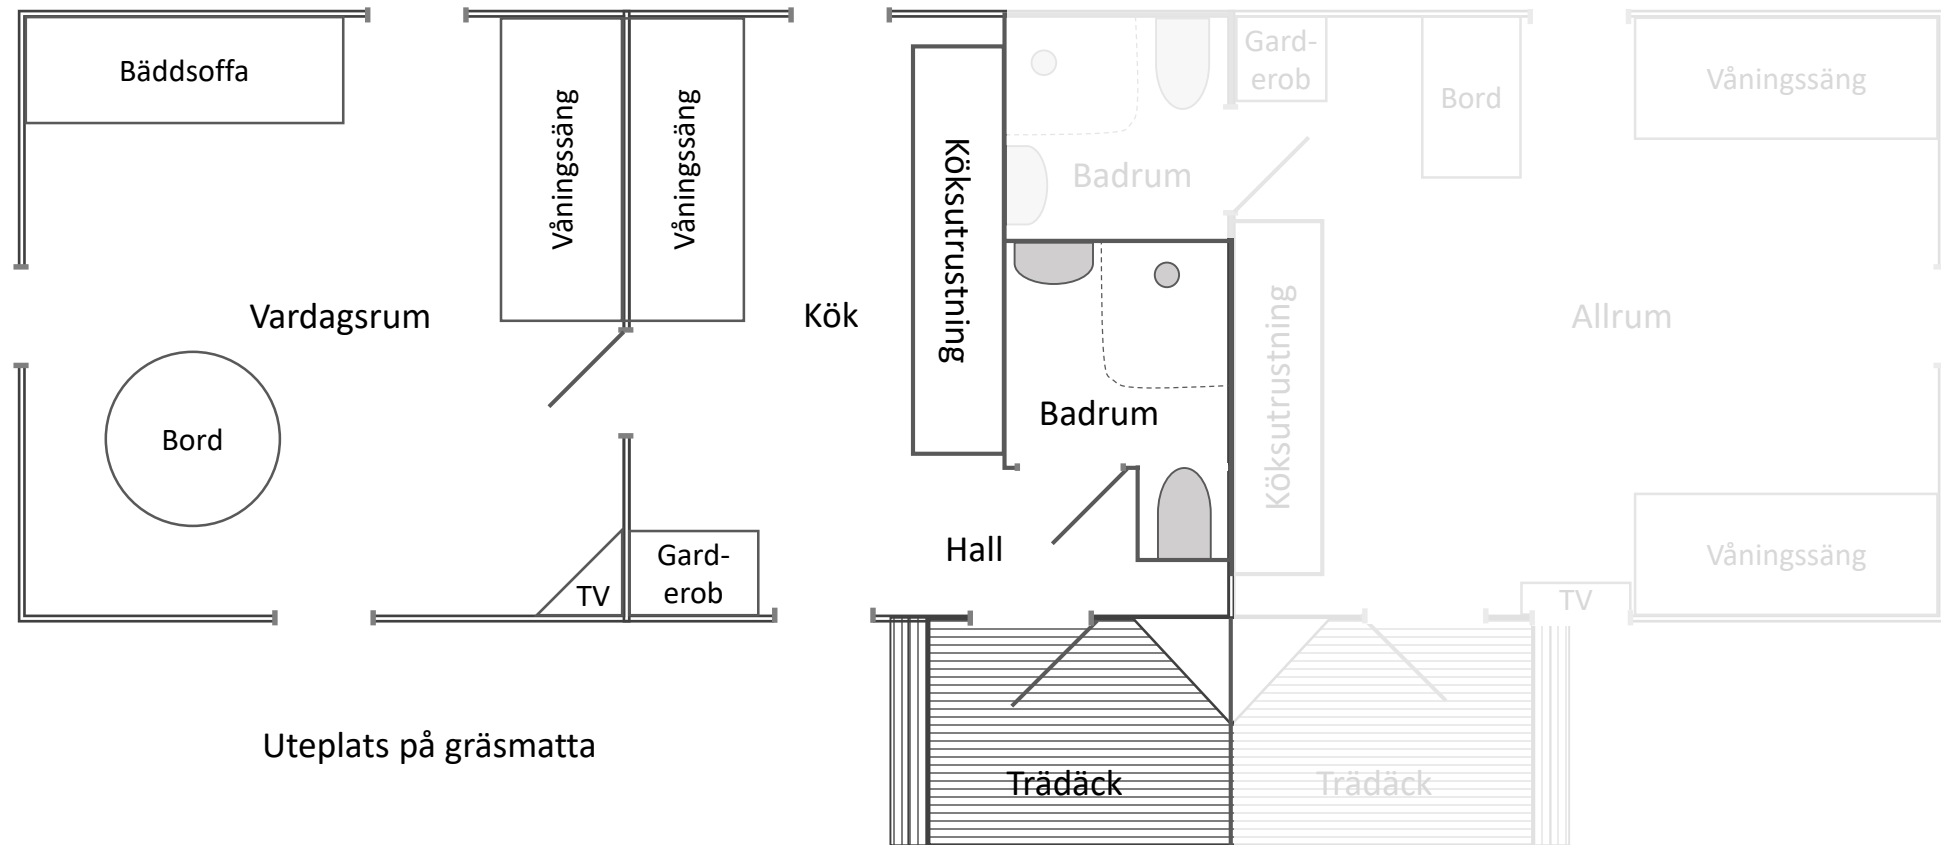 Bäddsoffa
Våningssäng
Våningssäng
Köksutrustning
Gard-
erob
Bord
Våningssäng
Badrum
Vardagsrum
Kök
Köksutrustning
Allrum
Bord
Badrum
Hall
TV
Gard-
erob
Våningssäng
TV
Uteplats på gräsmatta
Trädäck
Trädäck